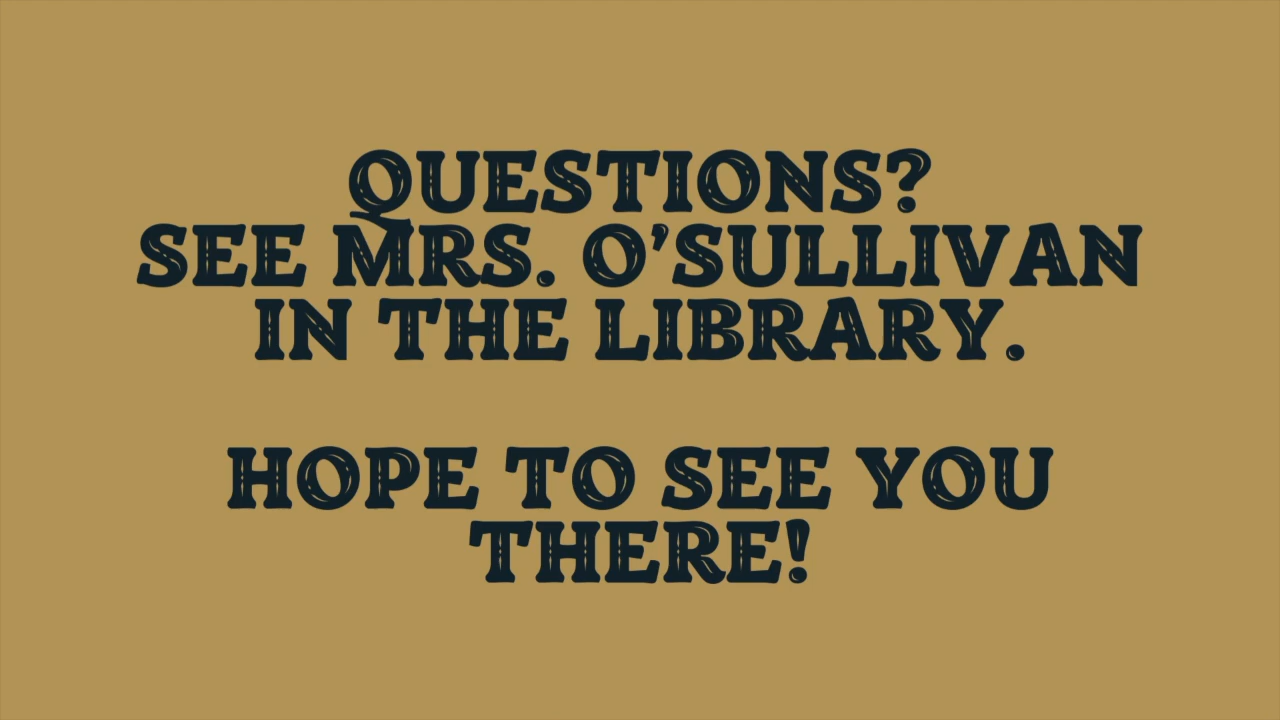 QUESTIONS?
SEE MRS. O'SULLIVAN
IN THE LIBRARY.
HOPE TO SEE YOU
THERE!